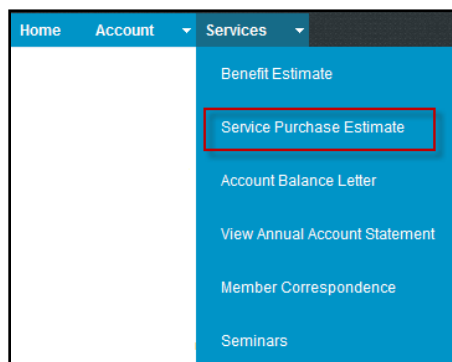 Home Account Services
Benefit Estimate
Service Purchase Estimate
Account Balance Letter
View Annual Account Statement
Member Correspondence
Seminars